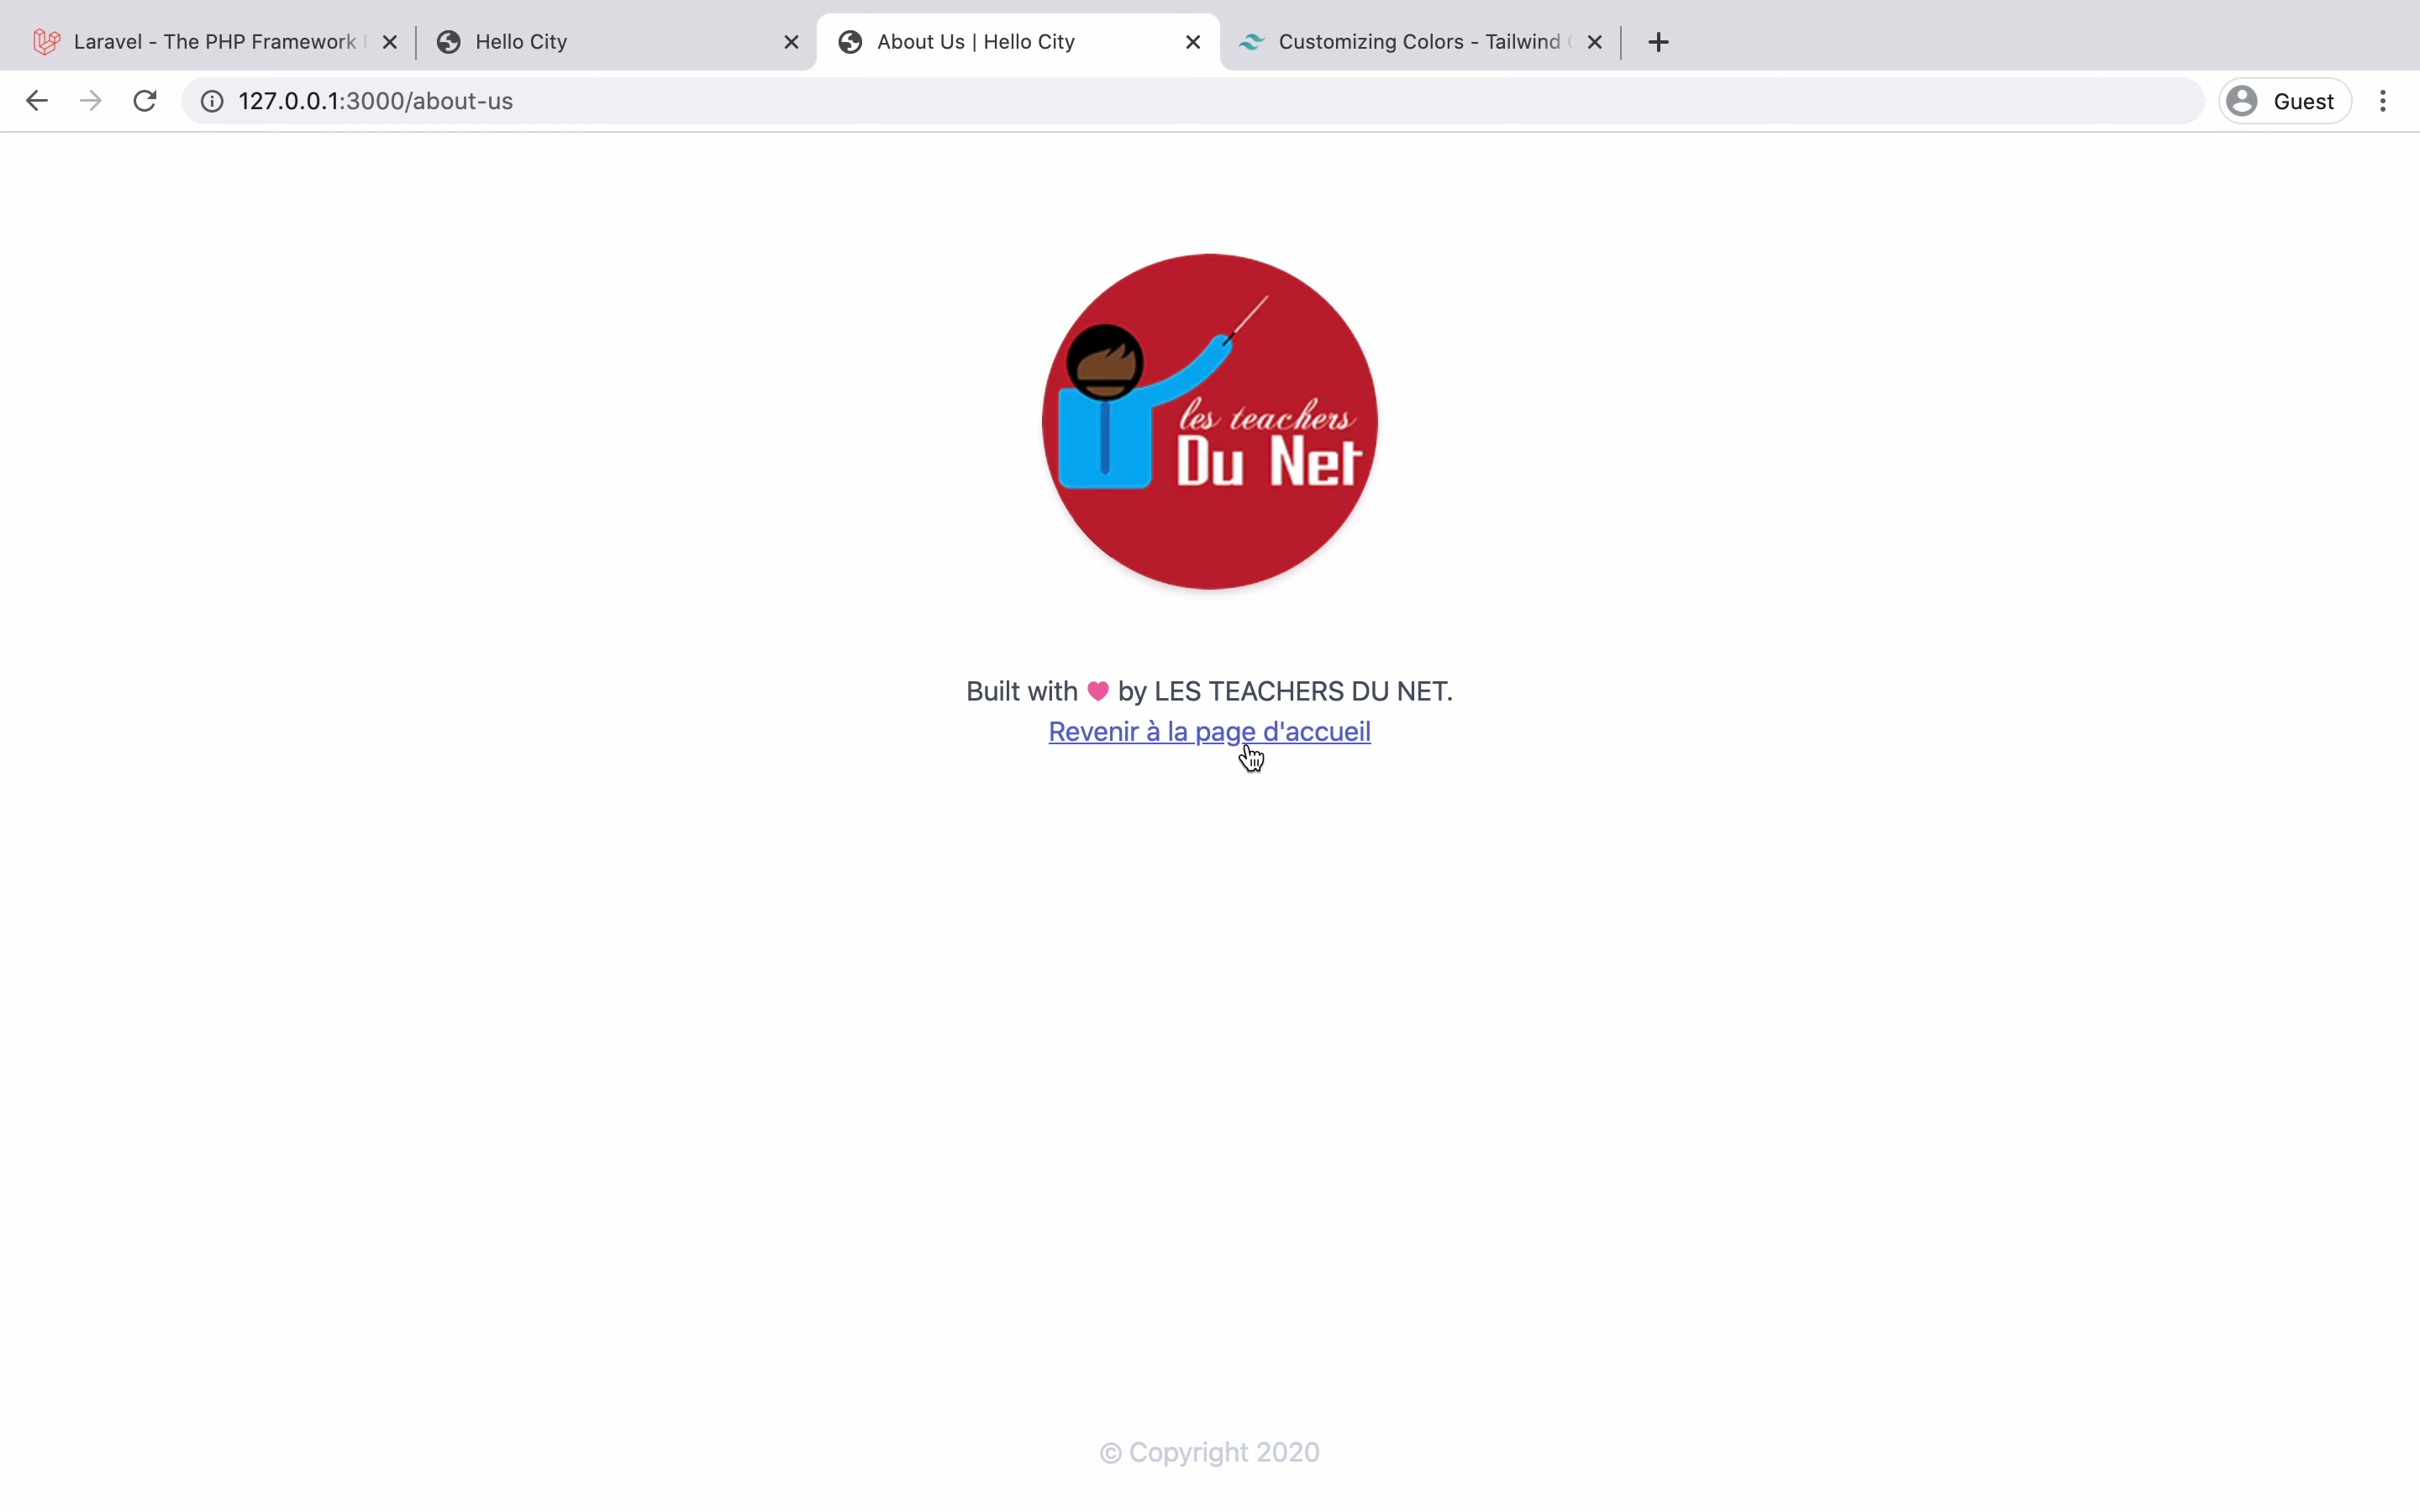 Laravel - The PHP Framework
Hello City
About Us | Hello City
Customizing Colors - Tailwind
127.0.0.1:3000/about-us
Guest
les teachers
Du Net
Built with 🩷 by LES TEACHERS DU NET.
Revenir à la page d'accueil
© Copyright 2020